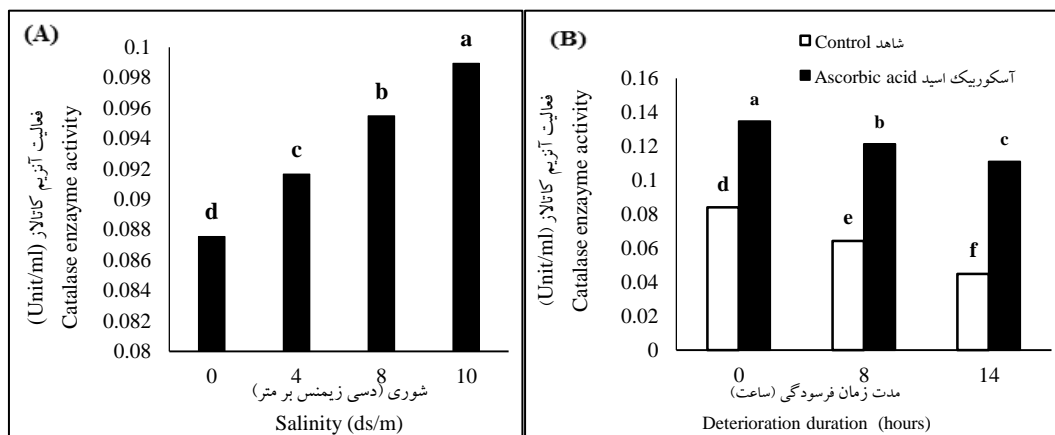 (A)
a
b
c
d
0.1
0.098
0.096
0.094
0.092
0.09
0.088
0.086
0.084
0.082
0.08
فعالیت آنزیم کاتالاز (Unit/ml)
Catalase enzayme activity
0 4 8 10
شوری (دسی زیمنس بر متر)
Salinity (ds/m)
(B)
شاهد Control
آسکوربیک اسید Ascorbic acid
a
b
c
d
e
f
0.16
0.14
0.12
0.1
0.08
0.06
0.04
0.02
0
فعالیت آنزیم کاتالاز (Unit/ml)
Catalase enzyme activity
0 8 14
مدت زمان فرسودگی (ساعت)
Deterioration duration (hours)